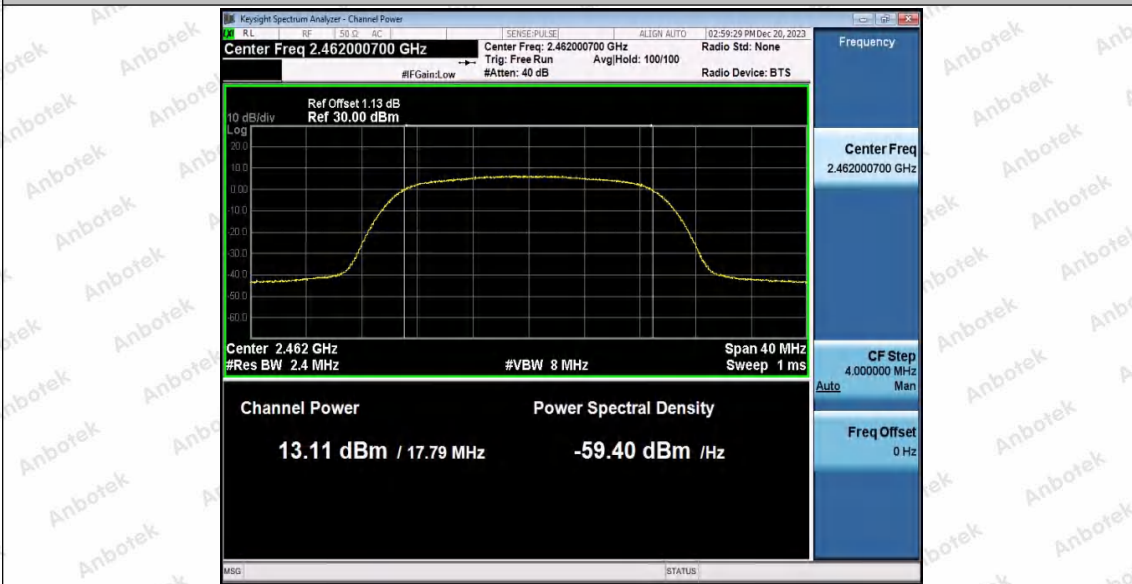 Keysight Spectrum Analyzer - Channel Power
RL RF 50 Ω AC SENSE:PULSE ALIGN AUTO 02:59:29 PM Dec 20, 2023
Center Freq 2.462000700 GHz Center Freq: 2.462000700 GHz Radio Std: None
Trig: Free Run Avg|Hold: 100/100
#IFGain:Low #Atten: 40 dB Radio Device: BTS
Frequency
Ref Offset 1.13 dB
10 dB/div Ref 30.00 dBm
Log
20.0
10.0
0.00
-10.0
-20.0
-30.0
-40.0
-50.0
-60.0
Center 2.462 GHz Span 40 MHz
#Res BW 2.4 MHz #VBW 8 MHz Sweep 1 ms
Center Freq
2.462000700 GHz
CF Step
4.000000 MHz
Auto Man
Freq Offset
0 Hz
Channel Power Power Spectral Density
13.11 dBm / 17.79 MHz -59.40 dBm /Hz
MSG STATUS
Anbotek